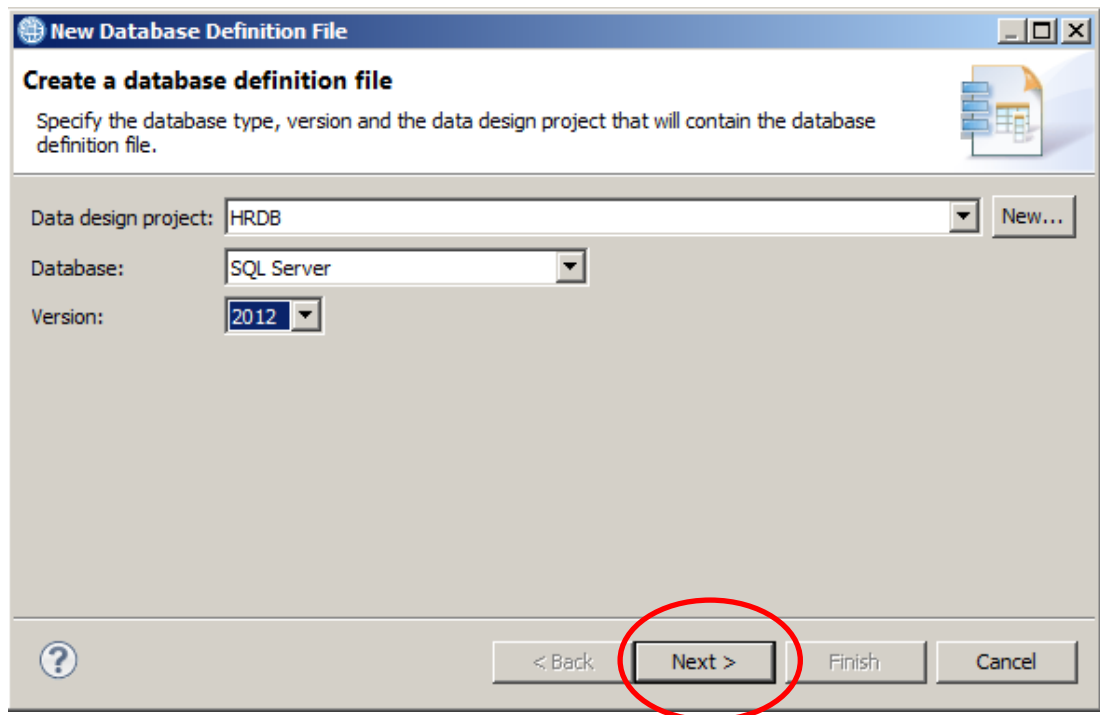 New Database Definition File
Create a database definition file
Specify the database type, version and the data design project that will contain the database
definition file.
Data design project: HRDB New...
Database: SQL Server
Version: 2012
? < Back Next > Finish Cancel